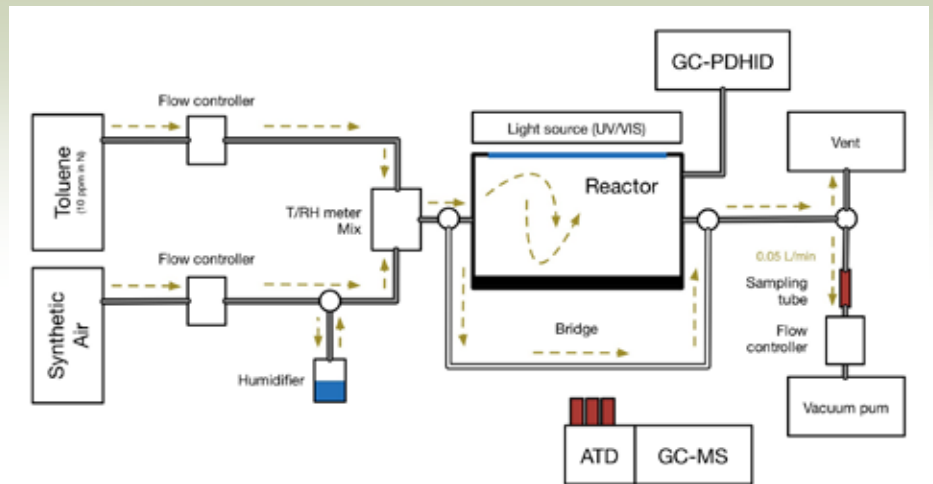 GC-PDHID
Flow controller
Light source (UV/VIS)
Toluene
(10 ppm in N)
Vent
Reactor
T/RH meter
Mix
Flow controller
0.05 L/min
Sampling
tube
Synthetic
Air
Bridge
Flow
controller
Humidifier
Vacuum pum
ATD
GC-MS